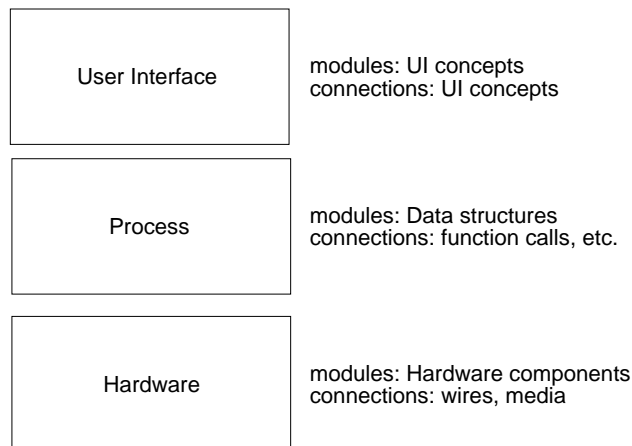 User Interface
modules: UI concepts
connections: UI concepts
Process
modules: Data structures
connections: function calls, etc.
Hardware
modules: Hardware components
connections: wires, media